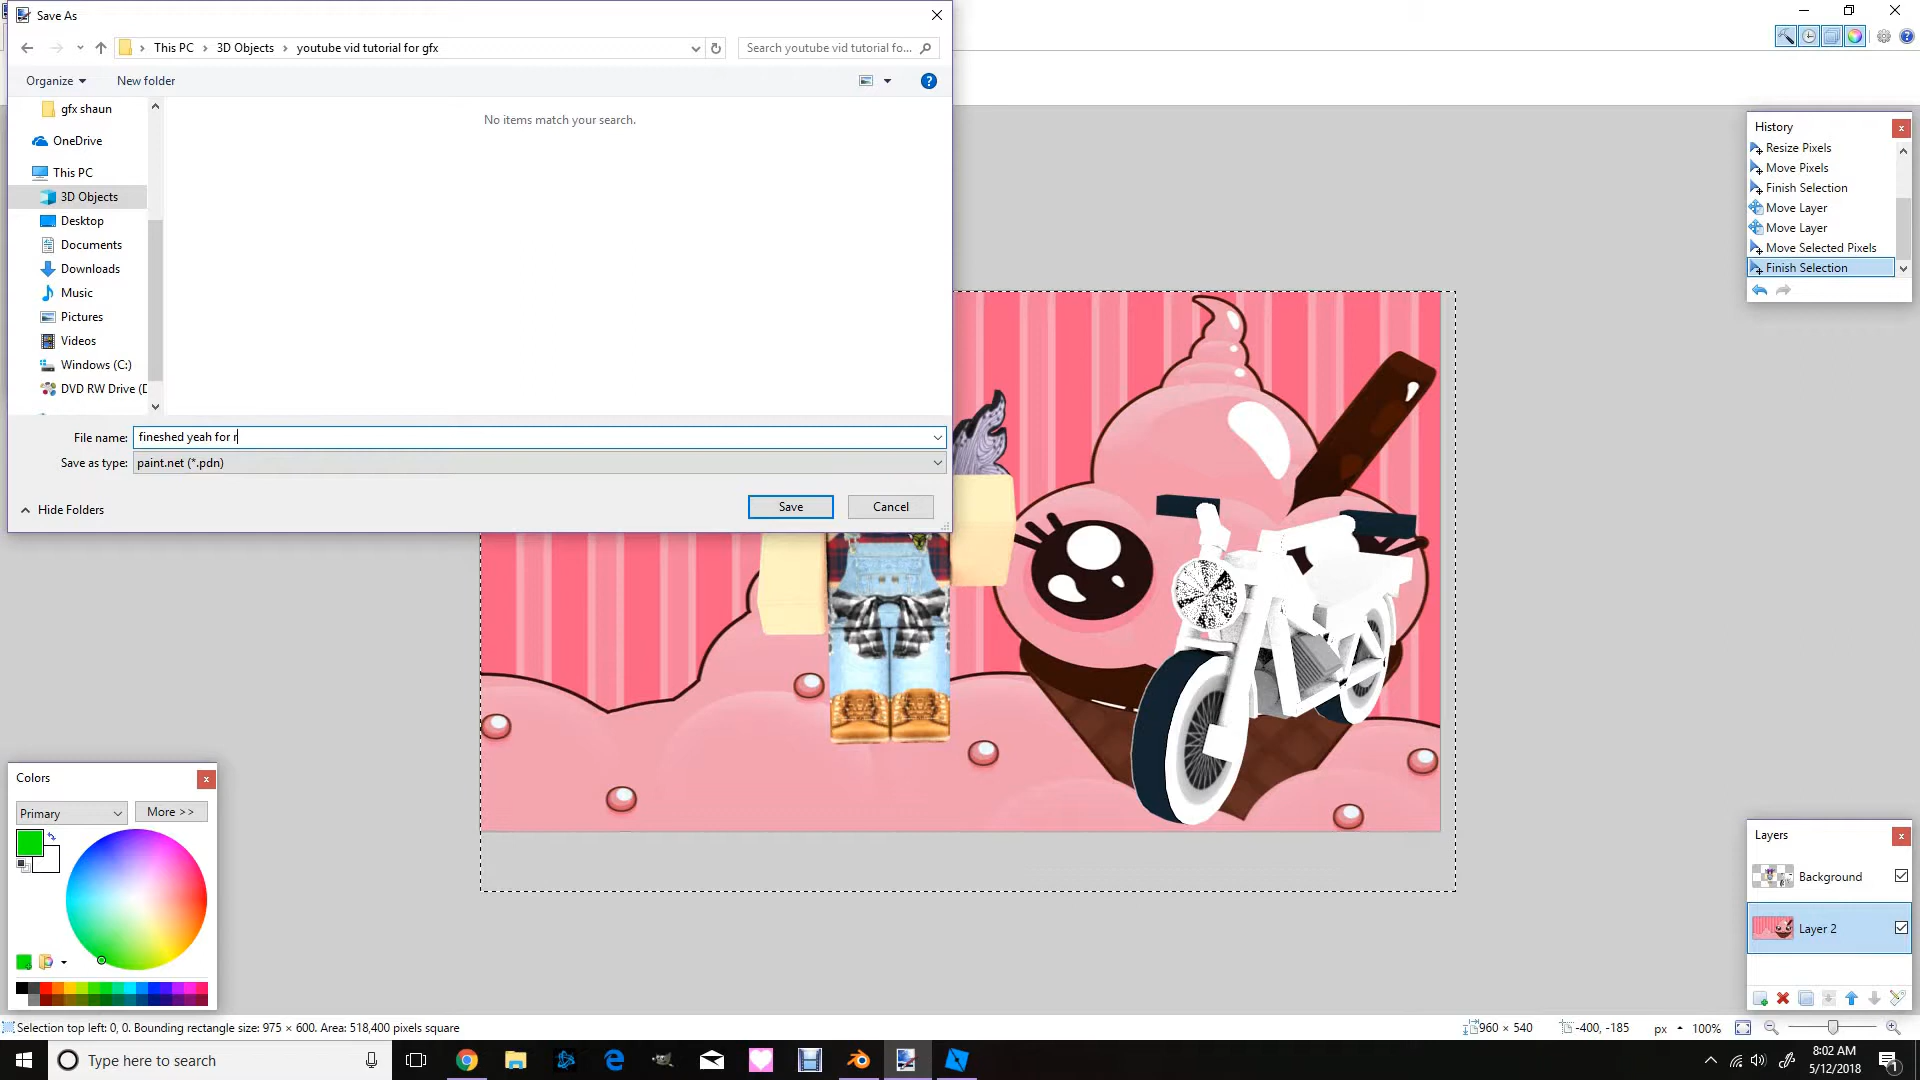 Save As
This PC
3D Objects
youtube vid tutorial for gfx
Search youtube vid tutorial fo...
Organize
New folder
gfx shaun
OneDrive
This PC
3D Objects
Desktop
Documents
Downloads
Music
Pictures
Videos
Windows (C:)
DVD RW Drive (D
No items match your search.
File name:
fineshed yeah for r
Save as type:
paint.net (*.pdn)
Hide Folders
Save
Cancel
History
Resize Pixels
Move Pixels
Finish Selection
Move Layer
Move Layer
Move Selected Pixels
Finish Selection
Colors
Primary
More >>
Layers
Background
Layer 2
Selection top left: 0, 0. Bounding rectangle size: 975 × 600. Area: 518,400 pixels square
960 × 540
-400, -185
px
100%
Type here to search
8:02 AM
5/12/2018
1